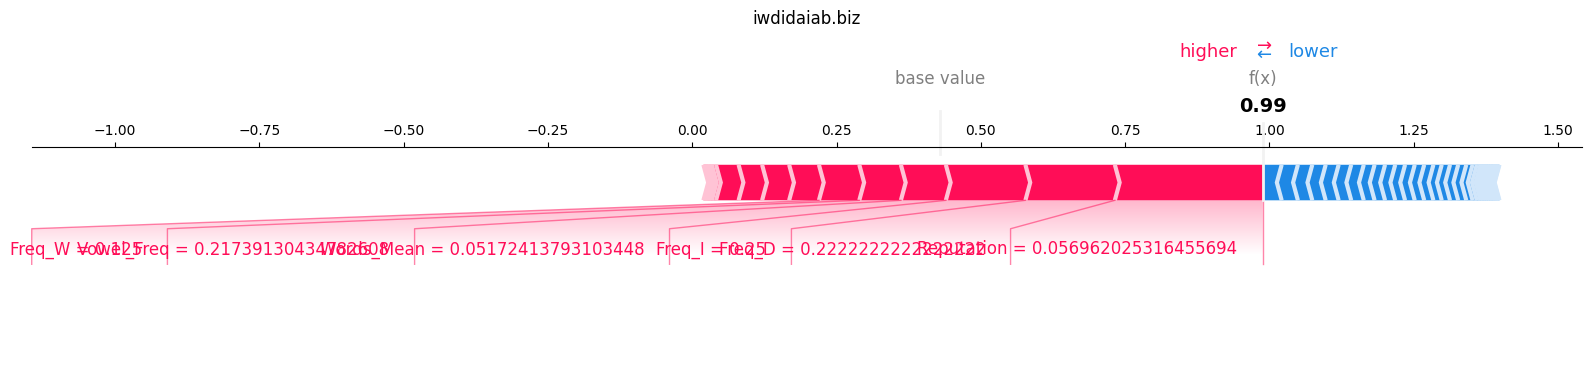 iwdidaiab.biz
higher ⇄ lower
base value f(x)
0.99
−1.00 −0.75 −0.50 −0.25 0.00 0.25 0.50 0.75 1.00 1.25 1.50
Freq_W = 0.125 Vowel_Freq = 0.21739130434782608 Words_Mean = 0.05172413793103448 Freq_I = 0.25 Freq_D = 0.2222222222222222 Reputation = 0.056962025316455694